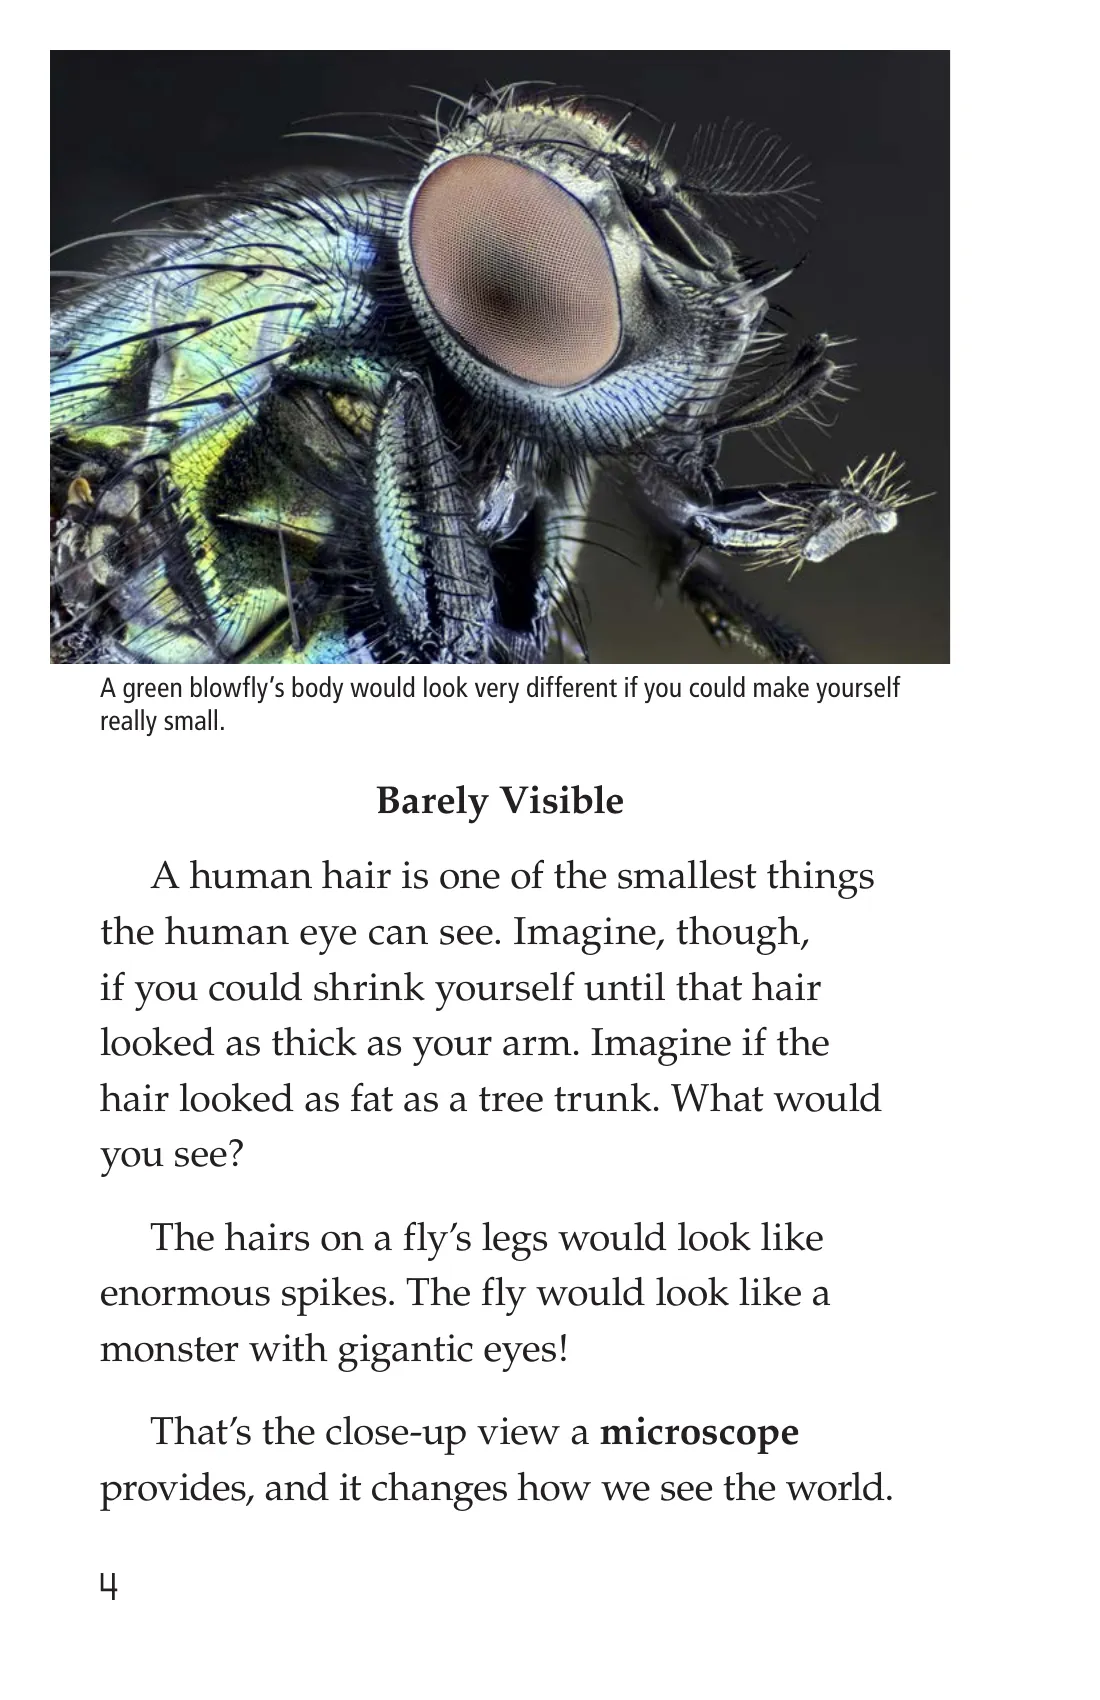 A green blowfly’s body would look very different if you could make yourself
really small.
Barely Visible
A human hair is one of the smallest things
the human eye can see. Imagine, though,
if you could shrink yourself until that hair
looked as thick as your arm. Imagine if the
hair looked as fat as a tree trunk. What would
you see?
The hairs on a fly’s legs would look like
enormous spikes. The fly would look like a
monster with gigantic eyes!
That’s the close-up view a microscope
provides, and it changes how we see the world.
4